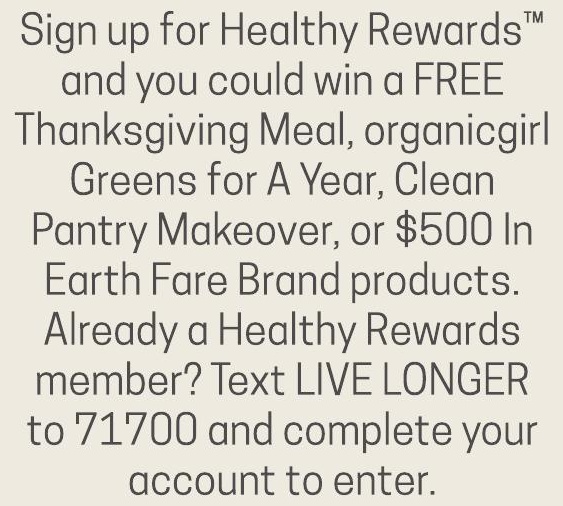 Sign up for Healthy Rewards™
and you could win a FREE
Thanksgiving Meal, organicgirl
Greens for A Year, Clean
Pantry Makeover, or $500 In
Earth Fare Brand products.
Already a Healthy Rewards
member? Text LIVE LONGER
to 71700 and complete your
account to enter.